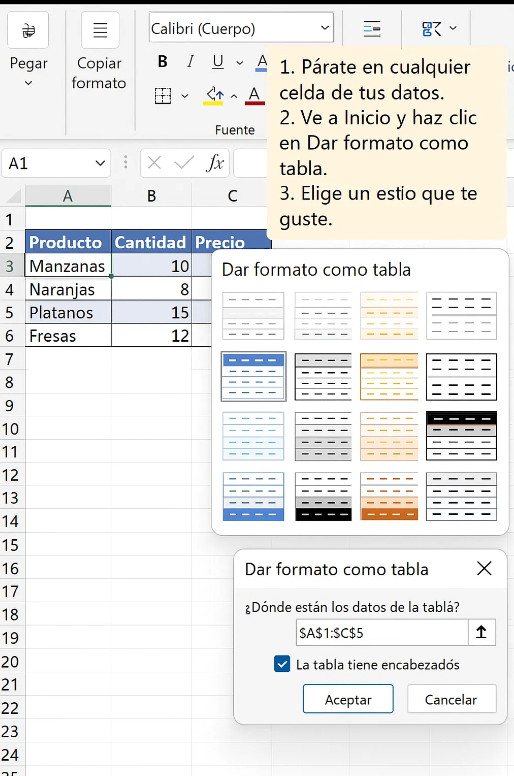 Calibri (Cuerpo)
Pegar
Copiar
formato
B I U A
A
Fuente
1. Párate en cualquier
celda de tus datos.
2. Ve a Inicio y haz clic
en Dar formato como
tabla.
3. Elige un estio que te
guste.
A1
fx
A B C
1
2 Producto Cantidad Precio
3 Manzanas 10
4 Naranjas 8
5 Platanos 15
6 Fresas 12
7
8
9
10
11
12
13
14
15
16
17
18
19
20
21
22
23
24
Dar formato como tabla
Dar formato como tabla
¿Dónde están los datos de la tablá?
$A$1:$C$5
La tabla tiene encabezadós
Aceptar Cancelar